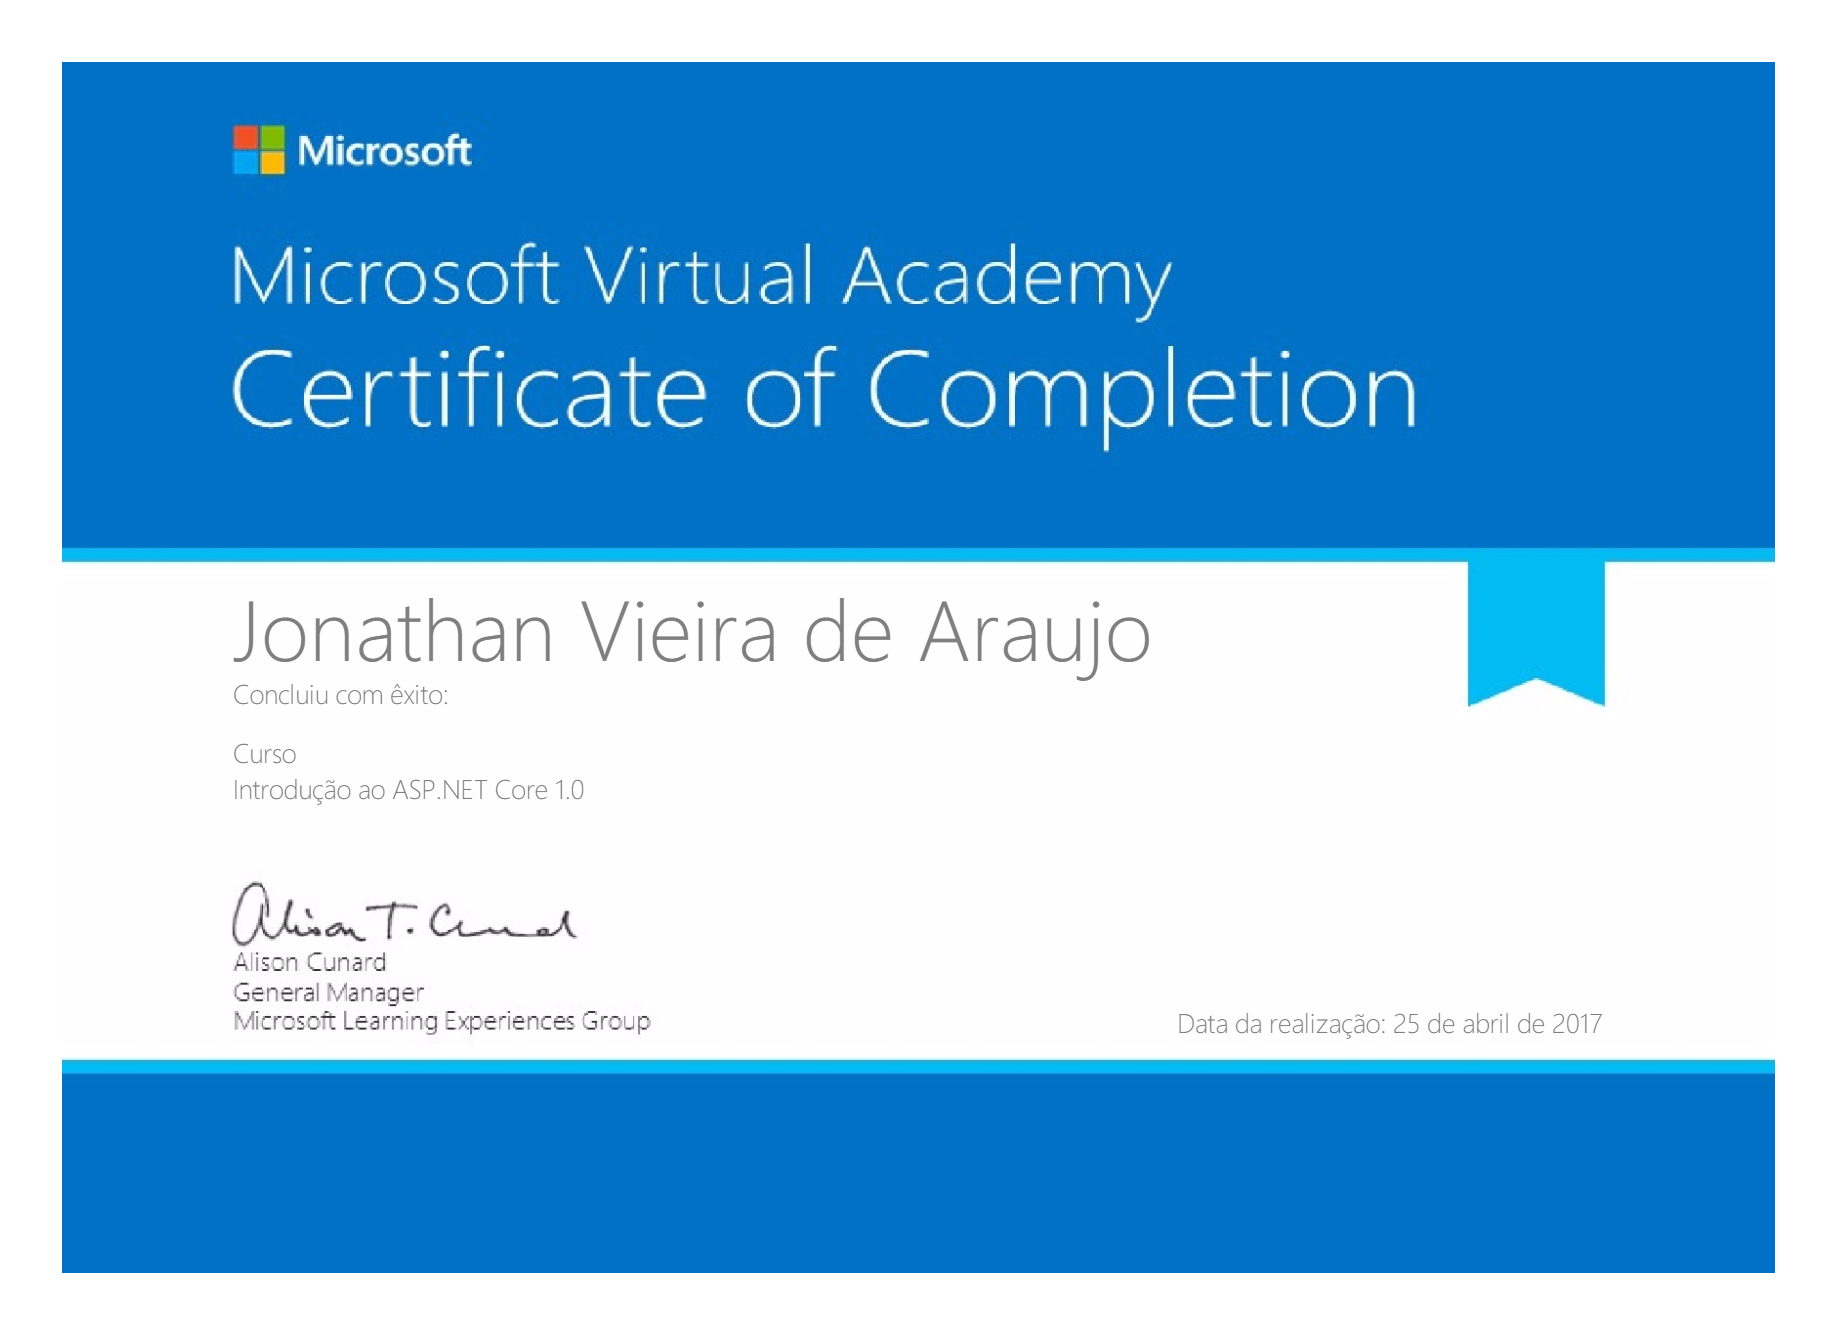 Microsoft
Microsoft Virtual Academy
Certificate of Completion
Jonathan Vieira de Araujo
Concluiu com êxito:
Curso
Introdução ao ASP.NET Core 1.0
Alison T. Cunard
Alison Cunard
General Manager
Microsoft Learning Experiences Group
Data da realização: 25 de abril de 2017